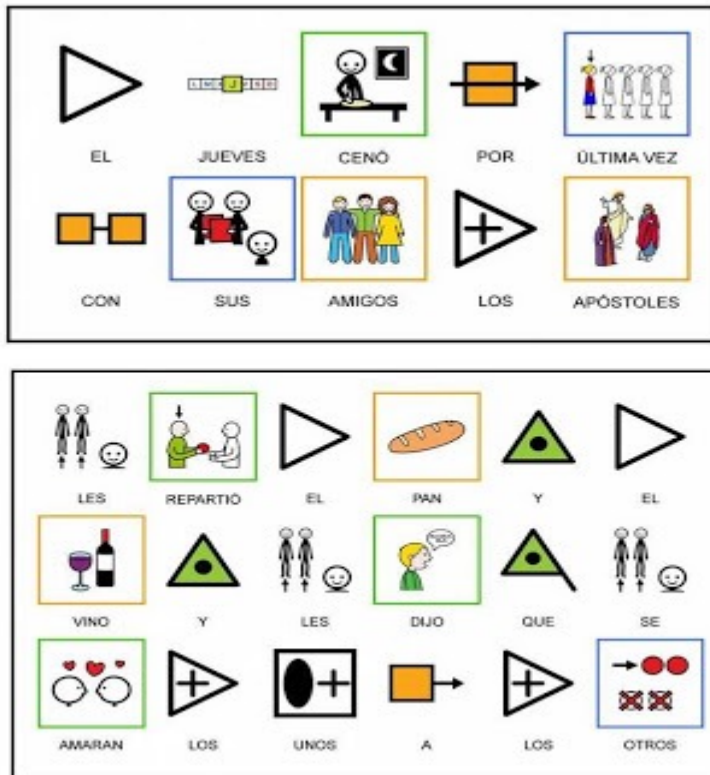 EL JUEVES CENÓ POR ÚLTIMA VEZ
CON SUS AMIGOS LOS APÓSTOLES
LES REPARTIÓ EL PAN Y EL
VINO Y LES DIJO QUE SE
AMARAN LOS UNOS A LOS OTROS